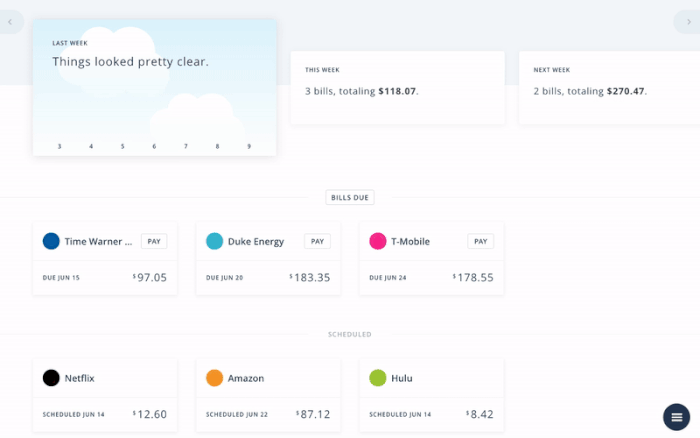 LAST WEEK
Things looked pretty clear.
3 4 5 6 7 8 9
THIS WEEK
3 bills, totaling $118.07.
NEXT WEEK
2 bills, totaling $270.47.
BILLS DUE
Time Warner ... PAY
DUE JUN 15 $97.05
Duke Energy PAY
DUE JUN 20 $183.35
T-Mobile PAY
DUE JUN 24 $178.55
SCHEDULED
Netflix
SCHEDULED JUN 14 $12.60
Amazon
SCHEDULED JUN 22 $87.12
Hulu
SCHEDULED JUN 14 $8.42